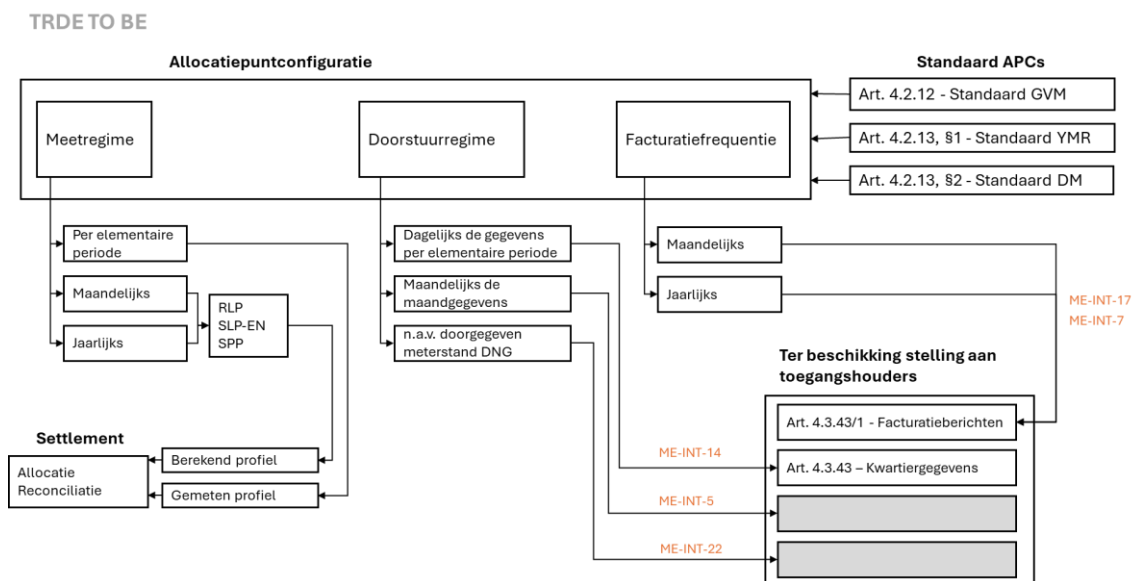 TRDE TO BE
Allocatiepuntconfiguratie
Standaard APCs
Meetregime
Doorstuurregime
Facturatiefrequentie
Art. 4.2.12 - Standaard GVM
Art. 4.2.13, §1 - Standaard YMR
Art. 4.2.13, §2 - Standaard DM
Per elementaire
periode
Maandelijks
Jaarlijks
RLP
SLP-EN
SPP
Dagelijks de gegevens
per elementaire periode
Maandelijks de
maandgegevens
n.a.v. doorgegeven
meterstand DNG
Maandelijks
Jaarlijks
ME-INT-17
ME-INT-7
Settlement
Allocatie
Reconciliatie
Berekend profiel
Gemeten profiel
Ter beschikking stelling aan
toegangshouders
Art. 4.3.43/1 - Facturatieberichten
ME-INT-14
Art. 4.3.43 – Kwartiergegevens
ME-INT-5
ME-INT-22